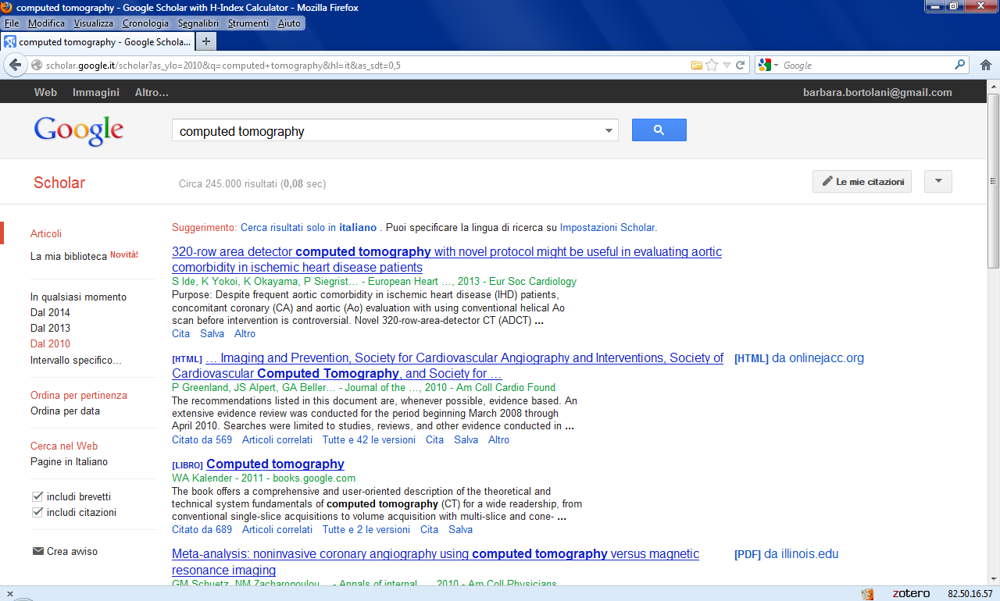 computed tomography - Google Scholar with H-Index Calculator - Mozilla Firefox
File Modifica Visualizza Cronologia Segnalibri Strumenti Aiuto
computed tomography - Google Schola...
scholar.google.it/scholar?as_ylo=2010&q=computed+tomography&hl=it&as_sdt=0,5
Google
Web Immagini Altro...
barbara.bortolani@gmail.com
Google
computed tomography
Scholar
Circa 245.000 risultati (0,08 sec)
Le mie citazioni
Articoli
La mia biblioteca Novità!
In qualsiasi momento
Dal 2014
Dal 2013
Dal 2010
Intervallo specifico...
Ordina per pertinenza
Ordina per data
Cerca nel Web
Pagine in Italiano
includi brevetti
includi citazioni
Crea avviso
Suggerimento: Cerca risultati solo in italiano . Puoi specificare la lingua di ricerca su Impostazioni Scholar.
320-row area detector computed tomography with novel protocol might be useful in evaluating aortic
comorbidity in ischemic heart disease patients
S Ide, K Yokoi, K Okayama, P Siegrist... - European Heart ..., 2013 - Eur Soc Cardiology
Purpose: Despite frequent aortic comorbidity in ischemic heart disease (IHD) patients,
concomitant coronary (CA) and aortic (Ao) evaluation with using conventional helical Ao
scan before intervention is controversial. Novel 320-row-area-detector CT (ADCT) ...
Cita Salva Altro
[HTML] ... Imaging and Prevention, Society for Cardiovascular Angiography and Interventions, Society of
Cardiovascular Computed Tomography, and Society for ...
[HTML] da onlinejacc.org
P Greenland, JS Alpert, GA Beller... - Journal of the ..., 2010 - Am Coll Cardio Found
The recommendations listed in this document are, whenever possible, evidence based. An
extensive evidence review was conducted for the period beginning March 2008 through
April 2010. Searches were limited to studies, reviews, and other evidence conducted in ...
Citato da 569 Articoli correlati Tutte e 42 le versioni Cita Salva Altro
[LIBRO] Computed tomography
WA Kalender - 2011 - books.google.com
The book offers a comprehensive and user-oriented description of the theoretical and
technical system fundamentals of computed tomography (CT) for a wide readership, from
conventional single-slice acquisitions to volume acquisition with multi-slice and cone- ...
Citato da 689 Articoli correlati Tutte e 2 le versioni Cita Salva
Meta-analysis: noninvasive coronary angiography using computed tomography versus magnetic
resonance imaging
[PDF] da illinois.edu
GM Schuetz, NM Zacharopoulou... - Annals of internal ..., 2010 - Am Coll Physicians
zotero 82.50.16.57